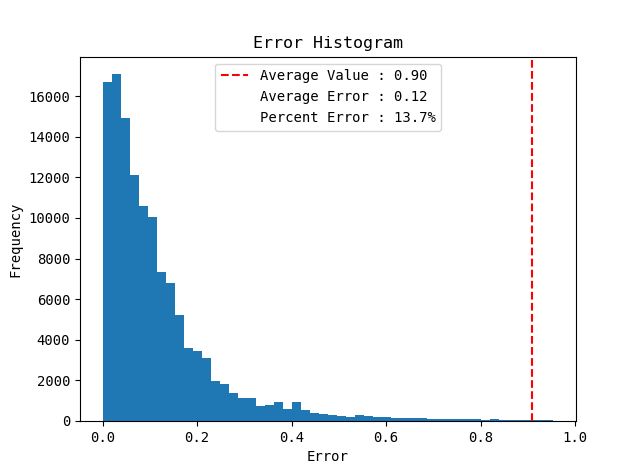 Error Histogram
Average Value : 0.90
Average Error : 0.12
Percent Error : 13.7%
16000
14000
12000
10000
8000
6000
4000
2000
0
Frequency
0.0 0.2 0.4 0.6 0.8 1.0
Error